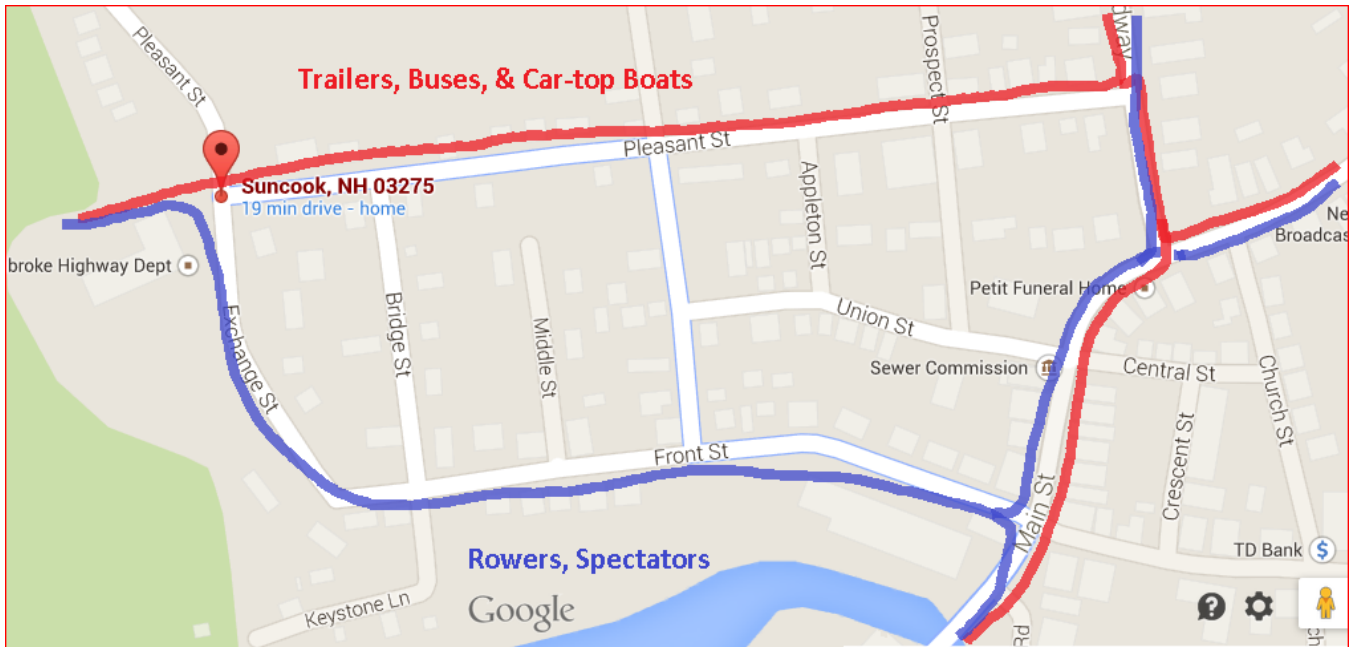 dway
Prospect St
Pleasant St
Trailers, Buses, & Car-top Boats
Pleasant St
Suncook, NH 03275
19 min drive - home
Appleton St
Ne
Broadcas
broke Highway Dept
Petit Funeral Home
Exchange St
Bridge St
Middle St
Union St
Sewer Commission
Central St
Church St
Crescent St
Front St
Main St
Rowers, Spectators
TD Bank $
Keystone Ln
Google
?